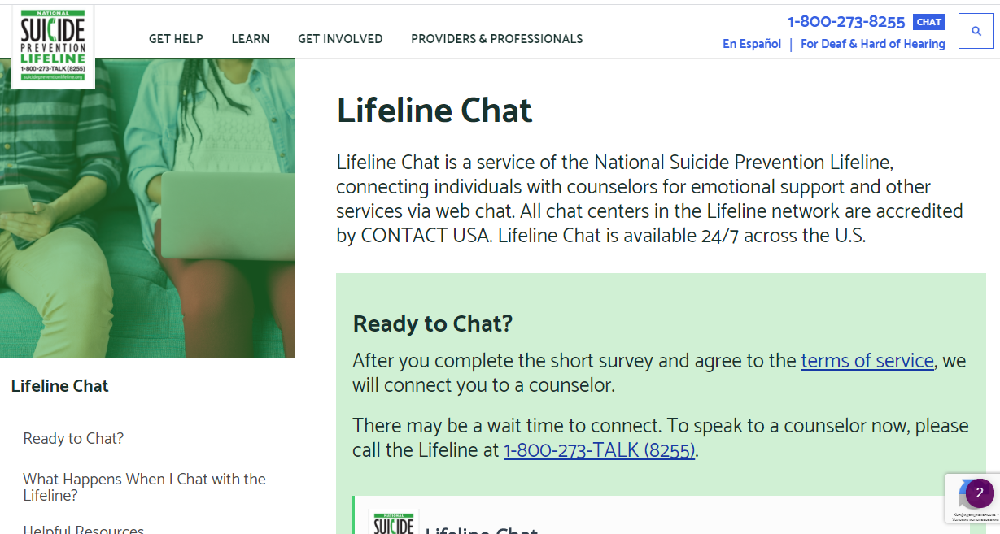 NATIONAL
SUICIDE
PREVENTION
LIFELINE
1-800-273-TALK (8255)
suicidepreventionlifeline.org
GET HELP
LEARN
GET INVOLVED
PROVIDERS & PROFESSIONALS
1-800-273-8255 CHAT
En Español | For Deaf & Hard of Hearing
Lifeline Chat
Lifeline Chat is a service of the National Suicide Prevention Lifeline,
connecting individuals with counselors for emotional support and other
services via web chat. All chat centers in the Lifeline network are accredited
by CONTACT USA. Lifeline Chat is available 24/7 across the U.S.
Ready to Chat?
After you complete the short survey and agree to the terms of service, we
will connect you to a counselor.
There may be a wait time to connect. To speak to a counselor now, please
call the Lifeline at 1-800-273-TALK (8255).
NATIONAL
SUICIDE
Lifeline Chat
Lifeline Chat
Ready to Chat?
What Happens When I Chat with the
Lifeline?
Helpful Resources
2
Конфиденциальность -
Условия использования